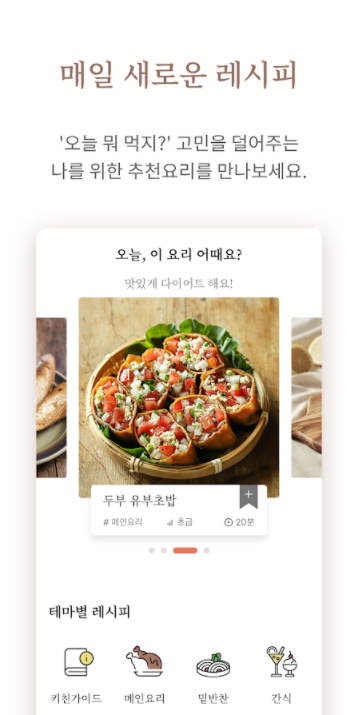 매일 새로운 레시피
'오늘 뭐 먹지?' 고민을 덜어주는
나를 위한 추천요리를 만나보세요.
오늘, 이 요리 어때요?
맛있게 다이어트 해요!
두부 유부초밥
# 메인요리 초급 20분
테마별 레시피
키친가이드 메인요리 밑반찬 간식